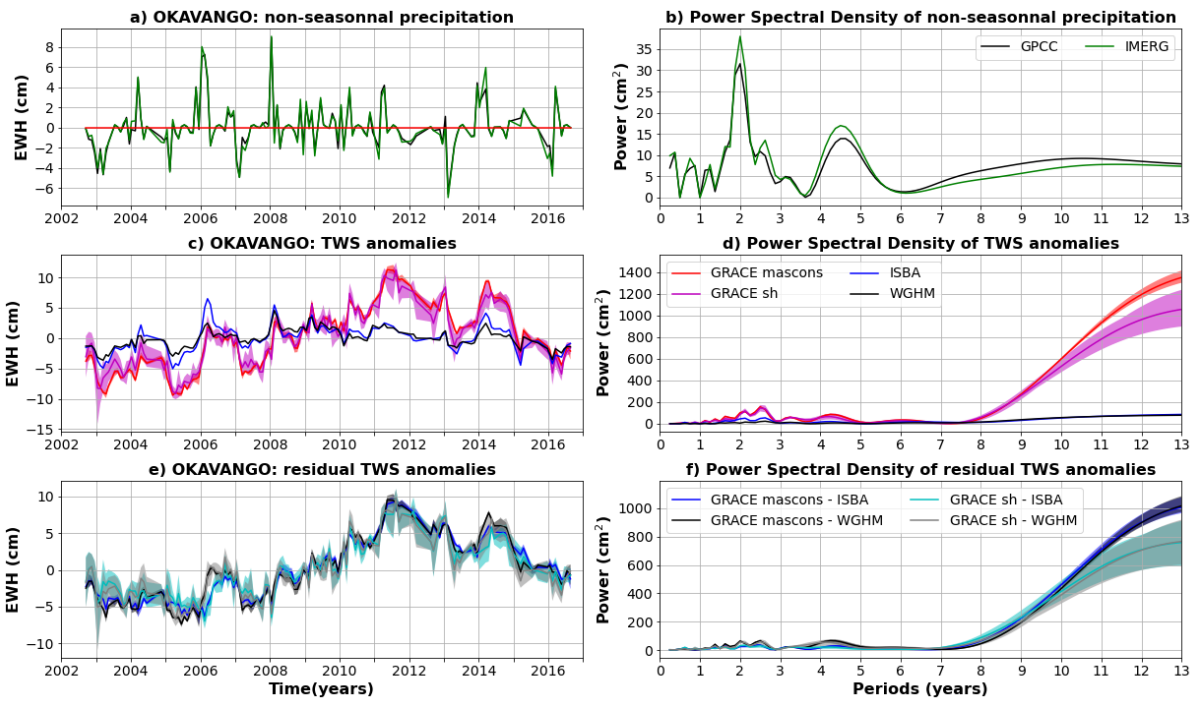 a) OKAVANGO: non-seasonnal precipitation
EWH (cm)
8
6
4
2
0
−2
−4
−6
2002 2004 2006 2008 2010 2012 2014 2016
b) Power Spectral Density of non-seasonnal precipitation
Power (cm²)
35
30
25
20
15
10
5
0
GPCC IMERG
0 1 2 3 4 5 6 7 8 9 10 11 12 13
c) OKAVANGO: TWS anomalies
EWH (cm)
10
5
0
−5
−10
−15
2002 2004 2006 2008 2010 2012 2014 2016
d) Power Spectral Density of TWS anomalies
Power (cm²)
1400
1200
1000
800
600
400
200
0
GRACE mascons ISBA
GRACE sh WGHM
0 1 2 3 4 5 6 7 8 9 10 11 12 13
e) OKAVANGO: residual TWS anomalies
EWH (cm)
10
5
0
−5
−10
2002 2004 2006 2008 2010 2012 2014 2016
Time(years)
f) Power Spectral Density of residual TWS anomalies
Power (cm²)
1000
800
600
400
200
0
GRACE mascons - ISBA GRACE sh - ISBA
GRACE mascons - WGHM GRACE sh - WGHM
0 1 2 3 4 5 6 7 8 9 10 11 12 13
Periods (years)